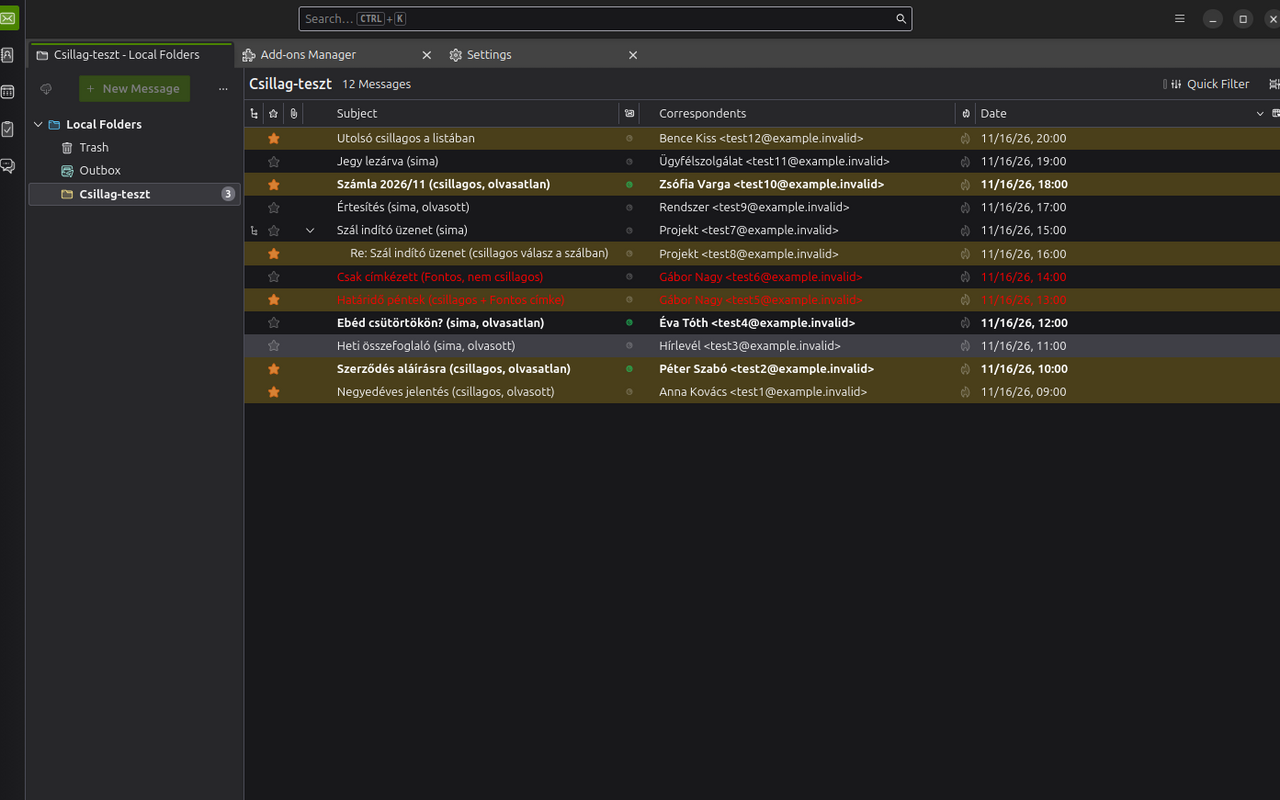 Search... CTRL + K
Csillag-teszt - Local Folders Add-ons Manager Settings
+ New Message ...
Csillag-teszt 12 Messages Quick Filter
Local Folders
Trash
Outbox
Csillag-teszt 3
Subject Correspondents Date
Utolsó csillagos a listában Bence Kiss <test12@example.invalid> 11/16/26, 20:00
Jegy lezárva (sima) Ügyfélszolgálat <test11@example.invalid> 11/16/26, 19:00
Számla 2026/11 (csillagos, olvasatlan) Zsófia Varga <test10@example.invalid> 11/16/26, 18:00
Értesítés (sima, olvasott) Rendszer <test9@example.invalid> 11/16/26, 17:00
Szál indító üzenet (sima) Projekt <test7@example.invalid> 11/16/26, 15:00
Re: Szál indító üzenet (csillagos válasz a szálban) Projekt <test8@example.invalid> 11/16/26, 16:00
Csak címkézett (Fontos, nem csillagos) Gábor Nagy <test6@example.invalid> 11/16/26, 14:00
Határidő péntek (csillagos + Fontos címke) Gábor Nagy <test5@example.invalid> 11/16/26, 13:00
Ebéd csütörtökön? (sima, olvasatlan) Éva Tóth <test4@example.invalid> 11/16/26, 12:00
Heti összefoglaló (sima, olvasott) Hírlevél <test3@example.invalid> 11/16/26, 11:00
Szerződés aláírásra (csillagos, olvasatlan) Péter Szabó <test2@example.invalid> 11/16/26, 10:00
Negyedéves jelentés (csillagos, olvasott) Anna Kovács <test1@example.invalid> 11/16/26, 09:00